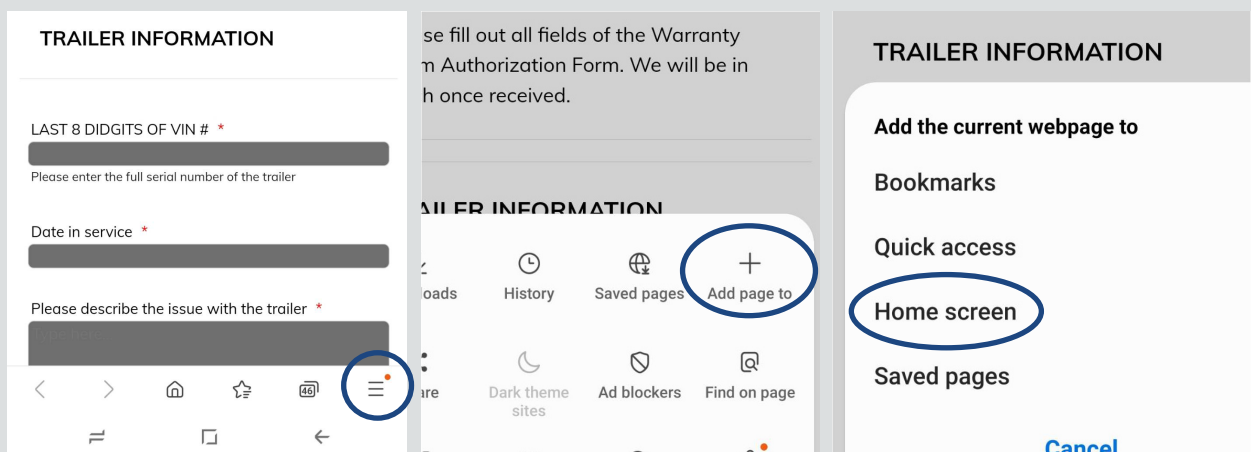 TRAILER INFORMATION
LAST 8 DIDGITS OF VIN # *
Please enter the full serial number of the trailer
Date in service *
Please describe the issue with the trailer *
Type here...
46
se fill out all fields of the Warranty
m Authorization Form. We will be in
h once received.
AILER INFORMATION
loads
History
Saved pages
Add page to
are
Dark theme
sites
Ad blockers
Find on page
TRAILER INFORMATION
Add the current webpage to
Bookmarks
Quick access
Home screen
Saved pages
Cancel